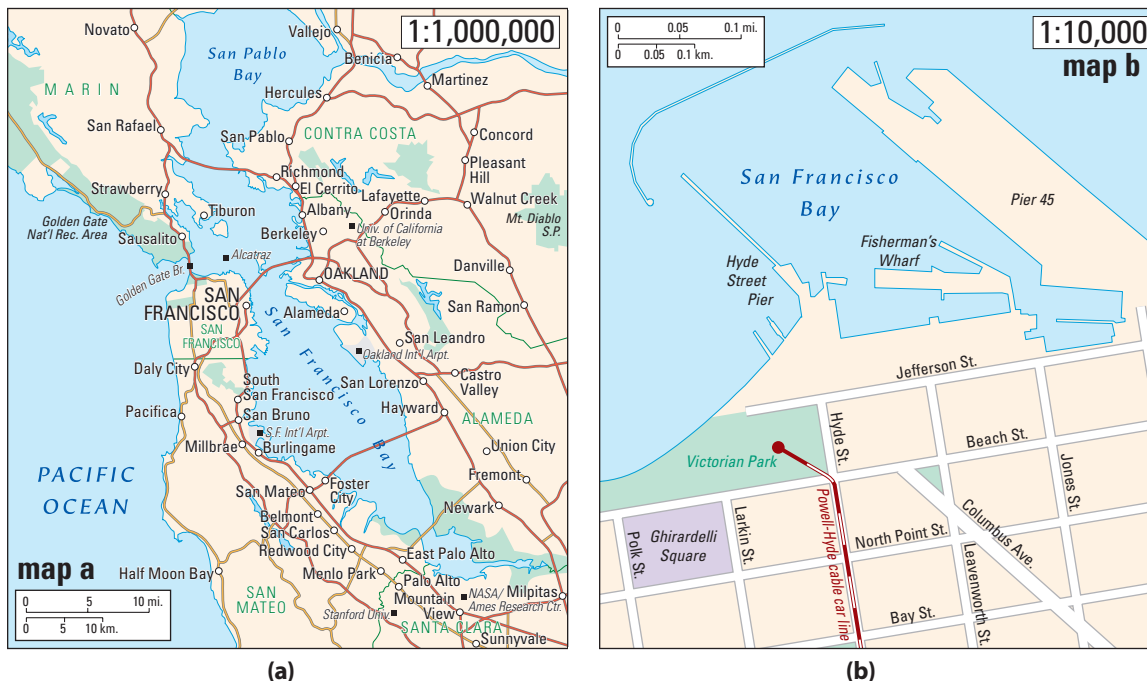 Novato
Vallejo
1:1,000,000
San Pablo
Bay
Benicia
Martinez
MARIN
Hercules
San Rafael
San Pablo
CONTRA COSTA
Concord
Pleasant
Hill
Richmond
El Cerrito
Lafayette
Walnut Creek
Strawberry
Tiburon
Albany
Orinda
Mt. Diablo
S.P.
Golden Gate
Nat'l Rec. Area
Sausalito
Berkeley
Univ. of California
at Berkeley
Alcatraz
Golden Gate Br.
OAKLAND
Danville
SAN
FRANCISCO
SAN
FRANCISCO
Alameda
San Ramon
San Francisco Bay
San Leandro
Oakland Int'l Arpt.
Daly City
South
San Francisco
San Lorenzo
Castro
Valley
Pacifica
San Bruno
Hayward
ALAMEDA
S.F. Int'l Arpt.
Millbrae
Burlingame
Union City
PACIFIC
OCEAN
San Mateo
Foster
City
Fremont
Belmont
San Carlos
Newark
Redwood City
East Palo Alto
map a
Half Moon Bay
Menlo Park
Palo Alto
SAN
MATEO
Mountain
View
NASA/
Ames Research Ctr.
Milpitas
Stanford Univ.
SANTA CLARA
Sunnyvale
0 5 10 mi.
0 5 10 km.
(a)
0 0.05 0.1 mi.
0 0.05 0.1 km.
1:10,000
map b
San Francisco
Bay
Pier 45
Hyde
Street
Pier
Fisherman's
Wharf
Jefferson St.
Hyde St.
Beach St.
Jones St.
Victorian Park
Powell-Hyde cable car line
Columbus Ave.
Larkin St.
Ghirardelli
Square
Polk St.
North Point St.
Leavenworth St.
Bay St.
(b)